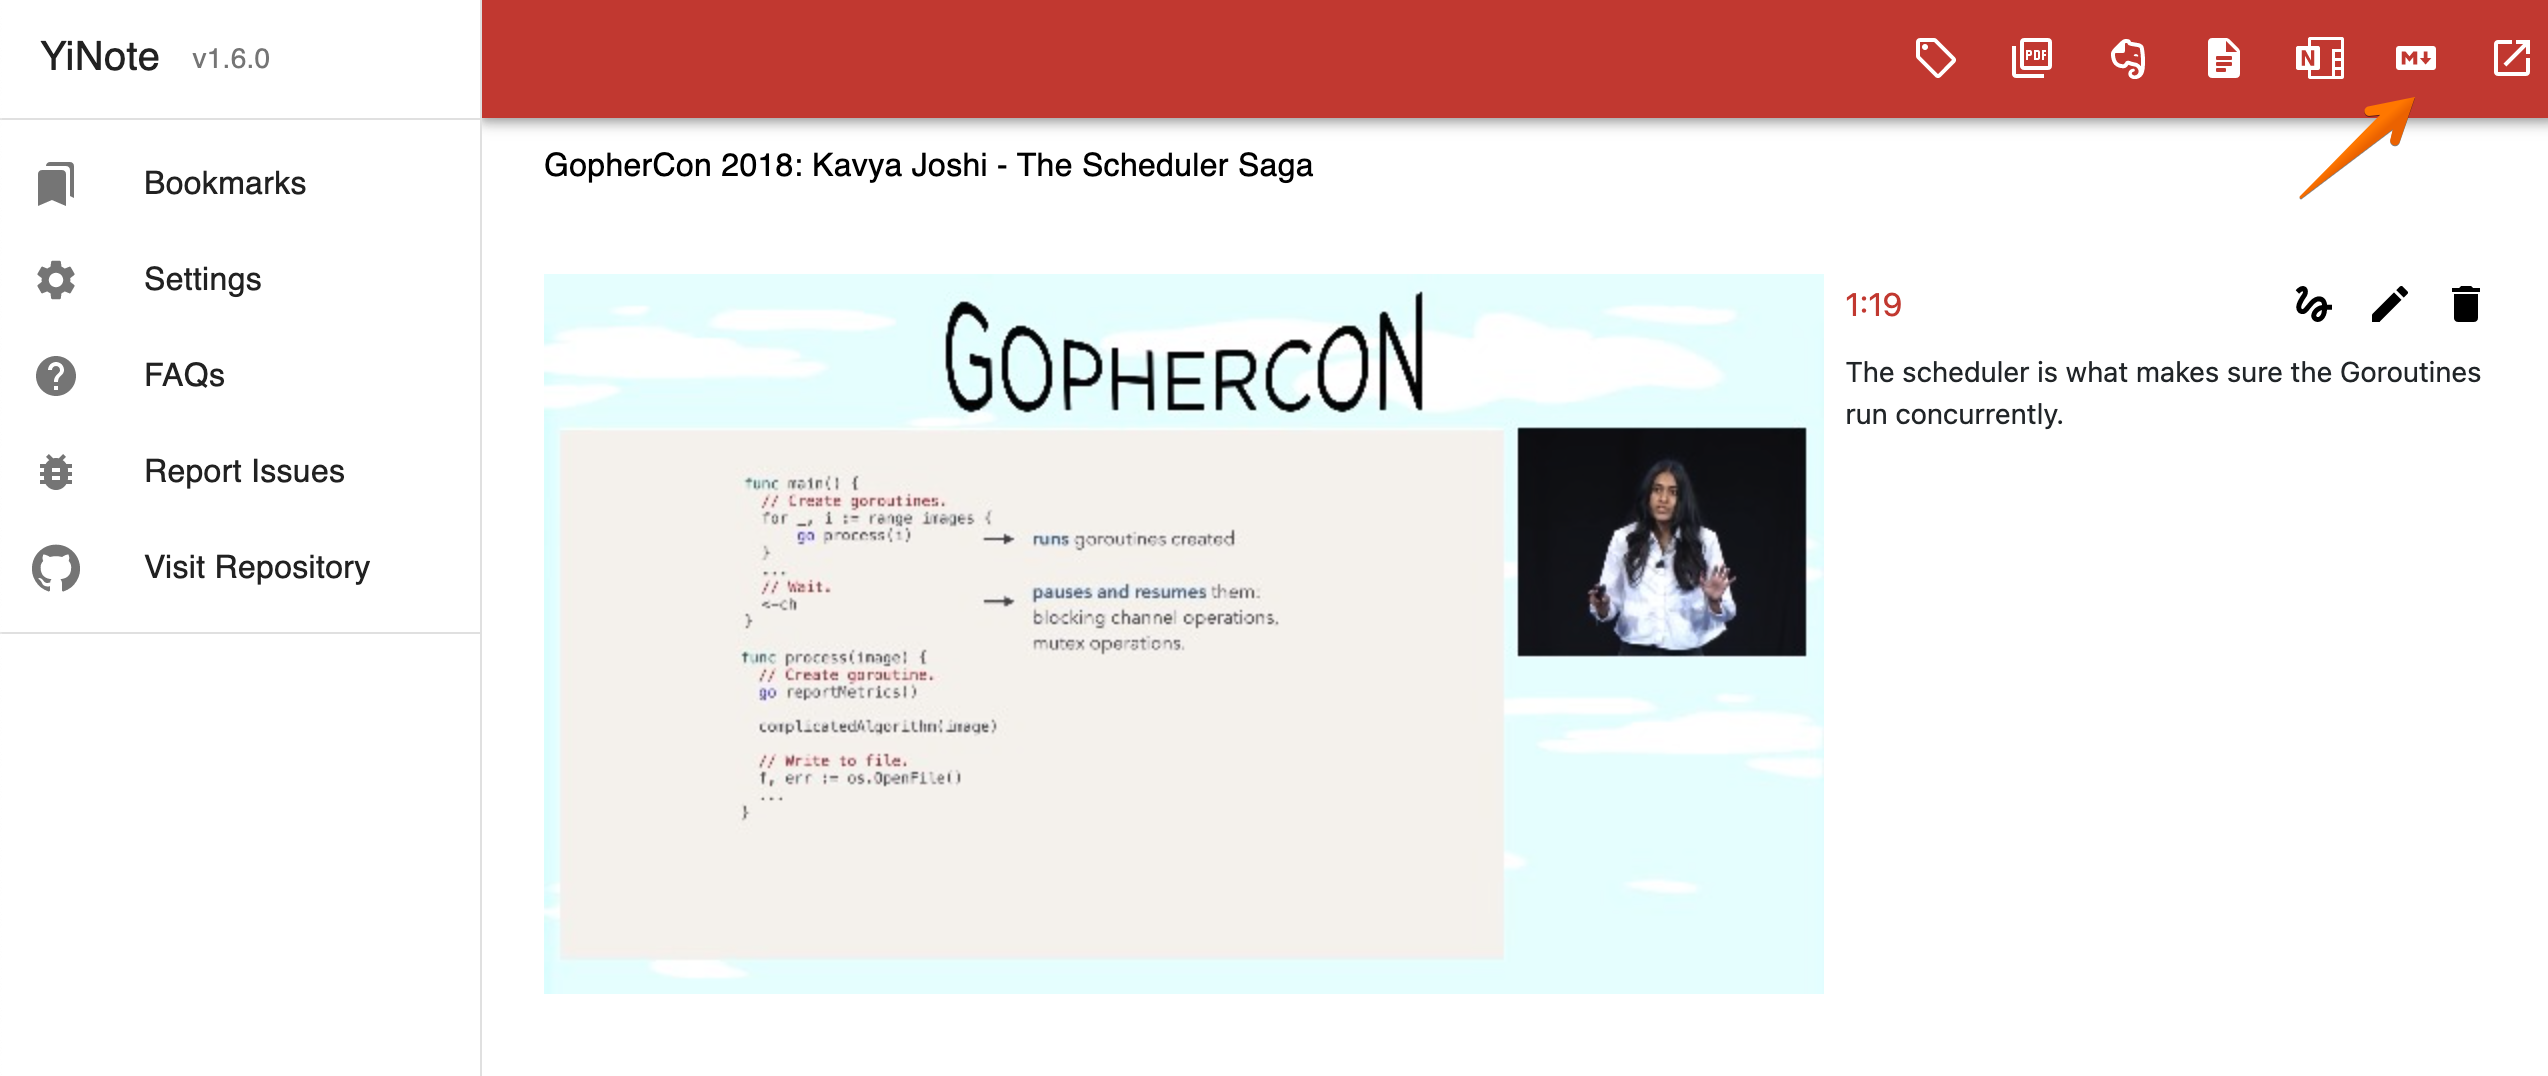 YiNote v1.6.0
PDF
N
M↓
Bookmarks
Settings
FAQs
Report Issues
Visit Repository
GopherCon 2018: Kavya Joshi - The Scheduler Saga
GOPHERCON
func main() {
// Create goroutines.
for _, i := range images {
go process(i)
}
...
// Wait.
<-ch
}
func process(image) {
// Create goroutine.
go reportMetrics()
complicatedAlgorithm(image)
// Write to file.
f, err := os.OpenFile()
...
}
→ runs goroutines created
→ pauses and resumes them:
blocking channel operations,
mutex operations.
1:19
The scheduler is what makes sure the Goroutines
run concurrently.